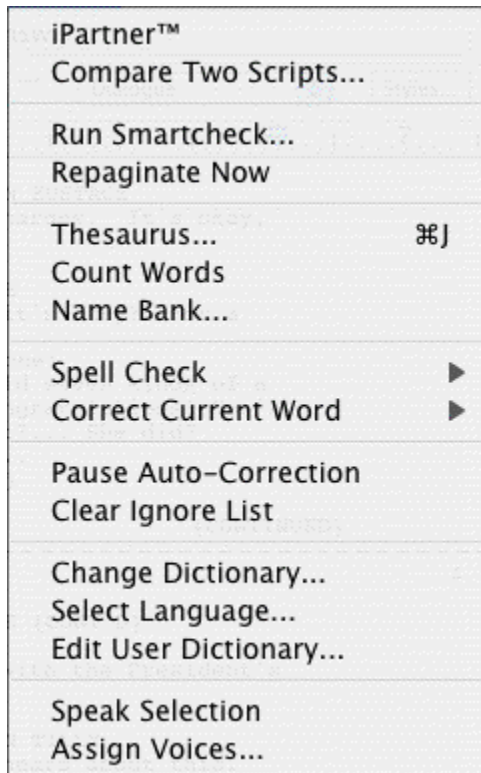 iPartner™
Compare Two Scripts...
Run Smartcheck...
Repaginate Now
Thesaurus... ⌘J
Count Words
Name Bank...
Spell Check
Correct Current Word
Pause Auto-Correction
Clear Ignore List
Change Dictionary...
Select Language...
Edit User Dictionary...
Speak Selection
Assign Voices...